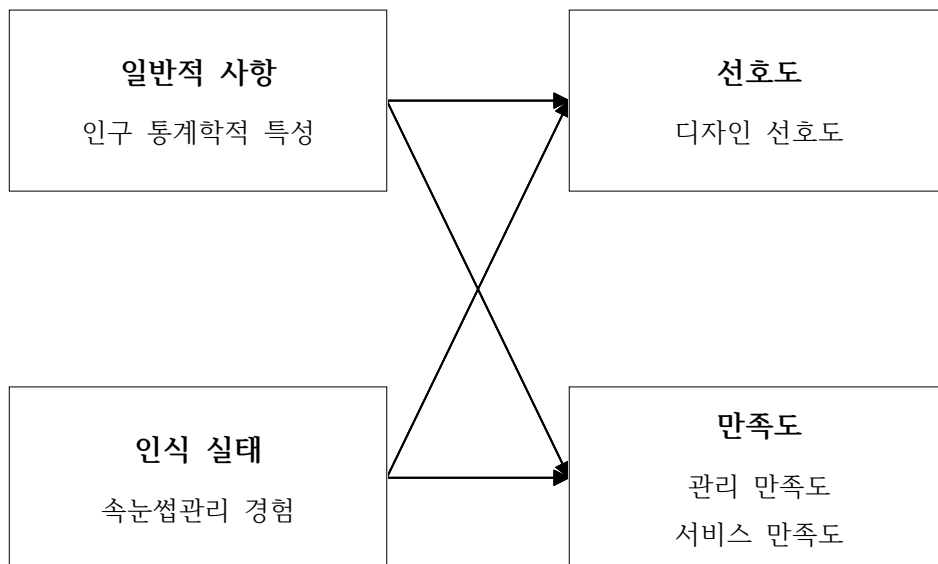 일반적 사항
인구 통계학적 특성
선호도
디자인 선호도
인식 실태
속눈썹관리 경험
만족도
관리 만족도
서비스 만족도